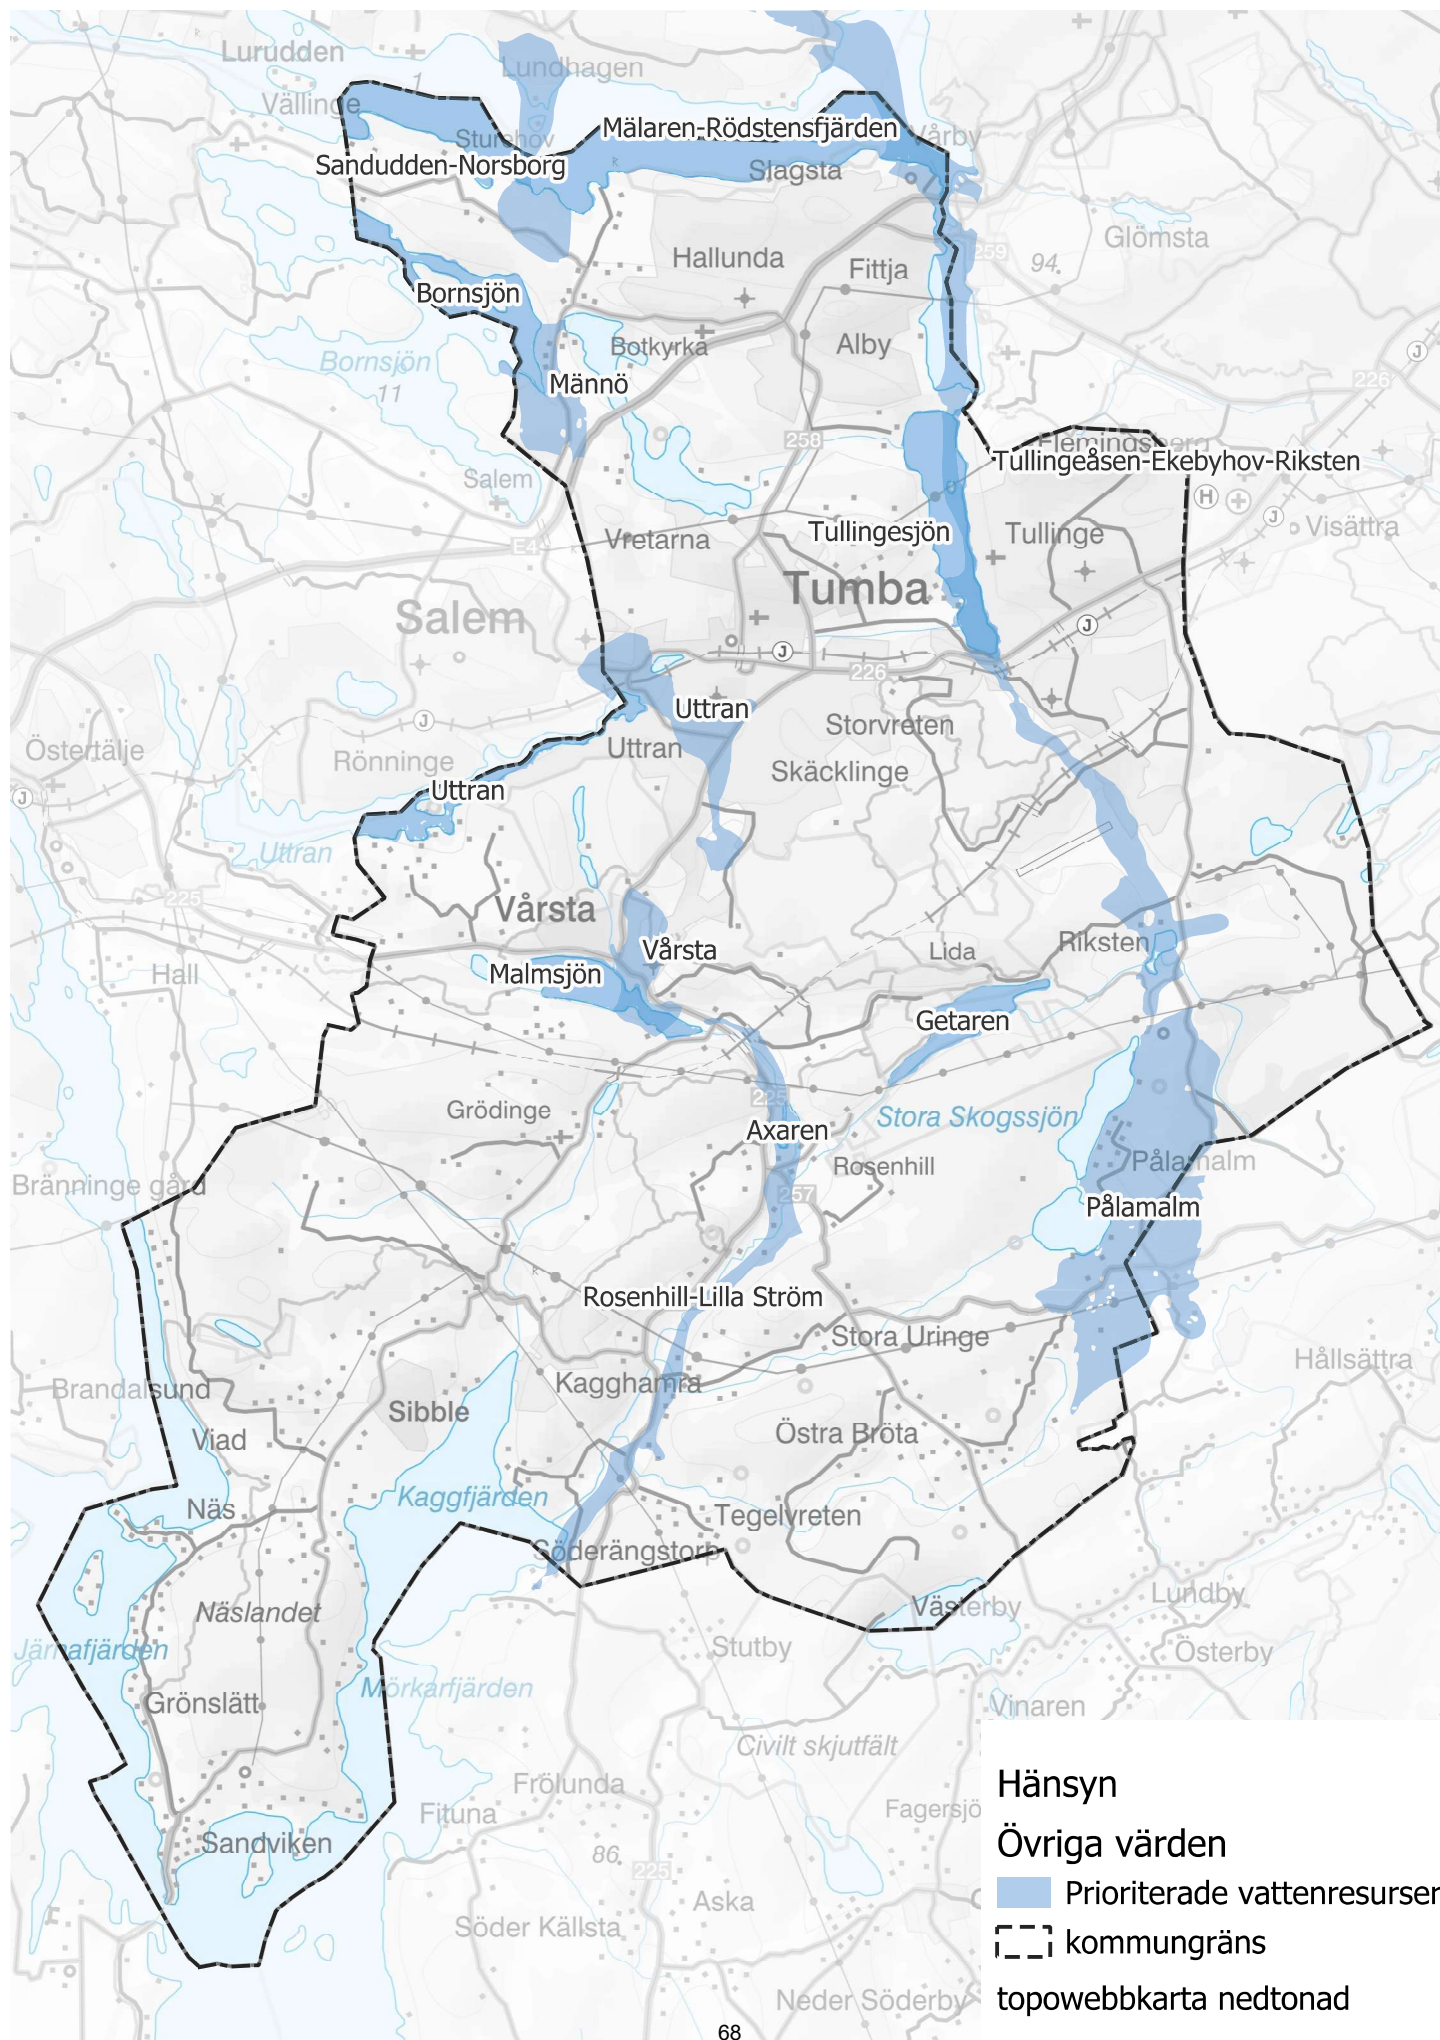 Lurudden
Lundhagen
1
Vällinge
Sturehov
Mälaren-Rödstensfjärden
Vårby
Sandudden-Norsborg
Slagsta
Hallunda
Fittja
259
94
Glömsta
Bornsjön
Bornsjön
11
Botkyrka
Alby
J
226
Männö
258
Flemingsberg
Tullingeåsen-Ekebyhov-Riksten
Salem
H
J
Visättra
E4
Vretarna
Tullingesjön
Tullinge
Tumba
Salem
J
J
226
Uttran
J
Storvreten
Östertälje
Rönninge
Uttran
Skäcklinge
J
Uttran
Uttran
225
Vårsta
Vårsta
Lida
Riksten
Hall
Malmsjön
Getaren
225
Grödinge
Stora Skogssjön
Axaren
Rosenhill
Pålamalm
Bränninge gård
257
Pålamalm
Rosenhill-Lilla Ström
Stora Uringe
Hållsättra
Brandalsund
Kagghamra
Sibble
Viad
Östra Bröta
Kaggfjärden
Näs
Tegelvreten
Söderängstorp
Näslandet
Västerby
Lundby
Järnafjärden
Stutby
Österby
Mörkarfjärden
Grönslätt
Vinaren
Civilt skjutfält
Frölunda
Fituna
Fagersjö
Sandviken
86
225
Aska
Söder Källsta
Neder Söderby
Hänsyn
Övriga värden
Prioriterade vattenresurser
kommungräns
topowebbkarta nedtonad
68